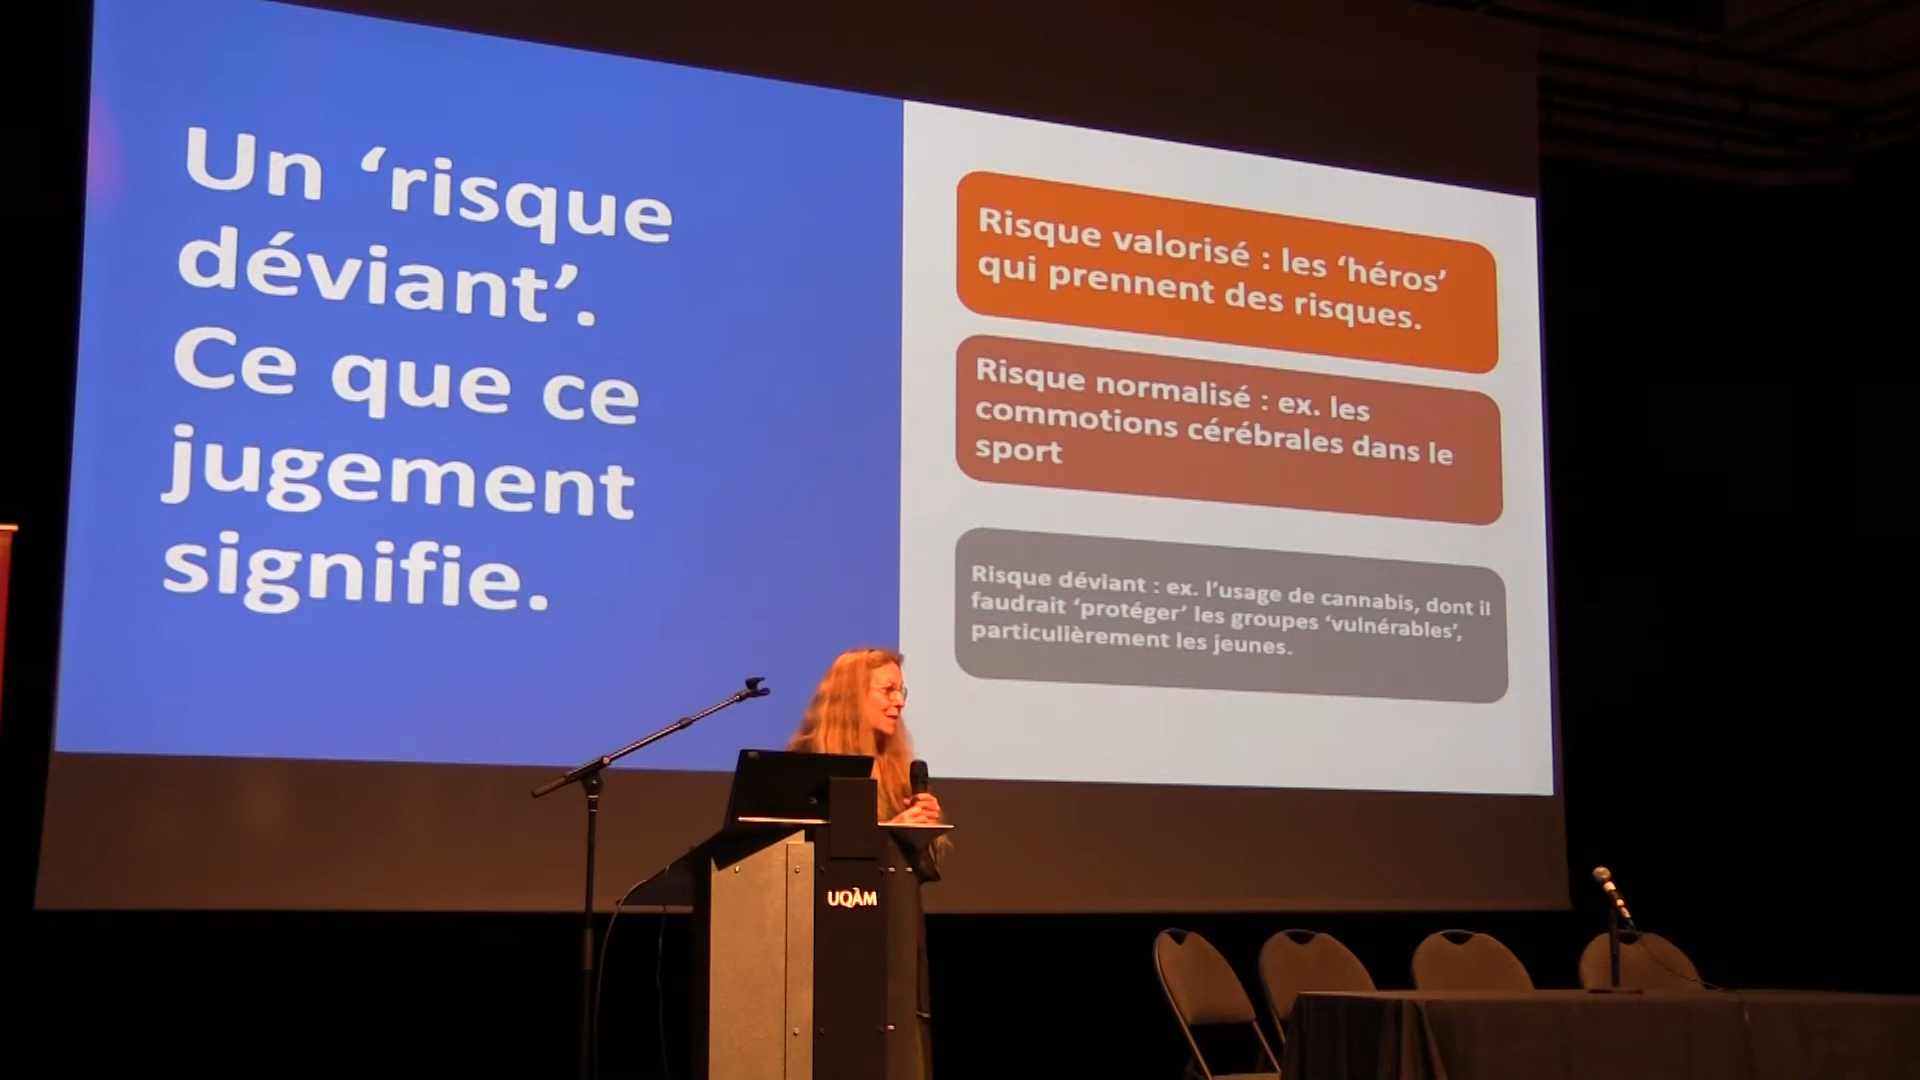 Un ‘risque
déviant’.
Ce que ce
jugement
signifie.
Risque valorisé : les ‘héros’
qui prennent des risques.
Risque normalisé : ex. les
commotions cérébrales dans le
sport
Risque déviant : ex. l’usage de cannabis, dont il
faudrait ‘protéger’ les groupes ‘vulnérables’,
particulièrement les jeunes.
UQÀM